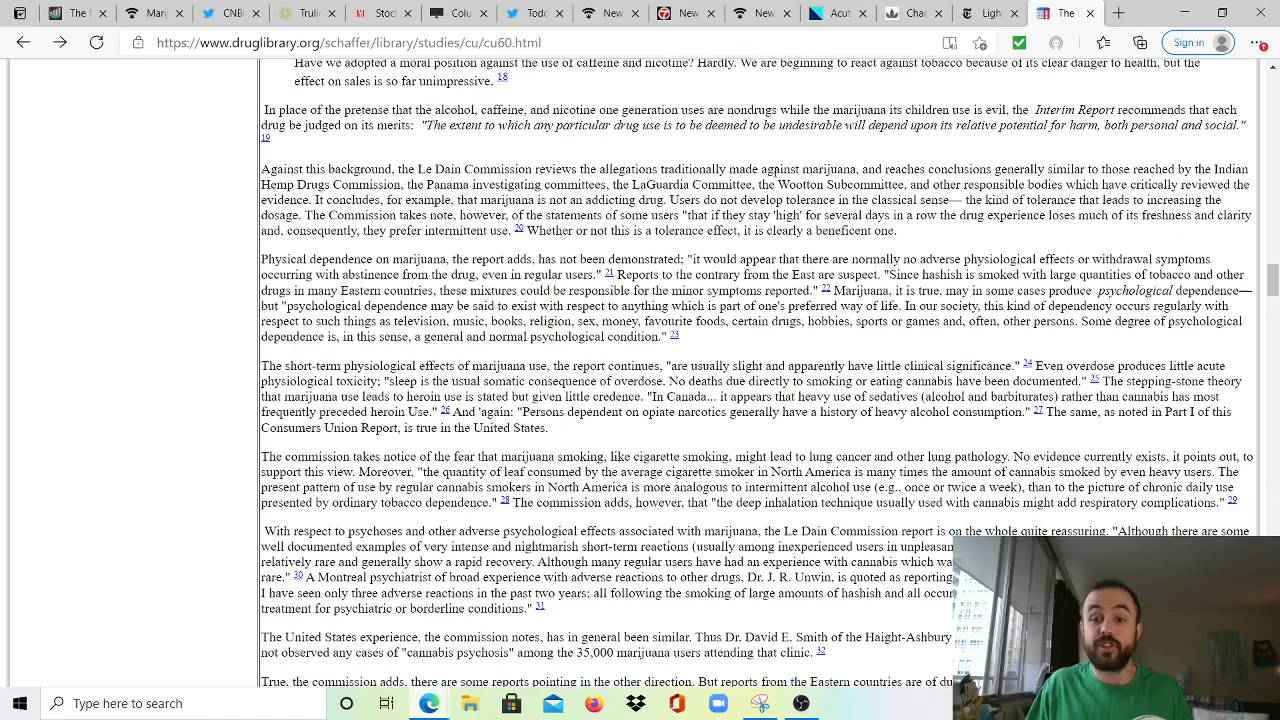 The
Marij
CNBC
Trulie
Stoc
Colu
Todo
New
New
New
Acut
Char
Light
The
https://www.druglibrary.org/schaffer/library/studies/cu/cu60.html
Sign in
Have we adopted a moral position against the use of caffeine and nicotine? Hardly. We are beginning to react against tobacco because of its clear danger to health, but the
effect on sales is so far unimpressive. 18
In place of the pretense that the alcohol, caffeine, and nicotine one generation uses are nondrugs while the marijuana its children use is evil, the Interim Report recommends that each
drug be judged on its merits: "The extent to which any particular drug use is to be deemed to be undesirable will depend upon its relative potential for harm, both personal and social."
19
Against this background, the Le Dain Commission reviews the allegations traditionally made against marijuana, and reaches conclusions generally similar to those reached by the Indian
Hemp Drugs Commission, the Panama investigating committees, the LaGuardia Committee, the Wootton Subcommittee, and other responsible bodies which have critically reviewed the
evidence. It concludes, for example, that marijuana is not an addicting drug. Users do not develop tolerance in the classical sense— the kind of tolerance that leads to increasing the
dosage. The Commission takes note, however, of the statements of some users "that if they stay 'high' for several days in a row the drug experience loses much of its freshness and clarity
and, consequently, they prefer intermittent use. 20 Whether or not this is a tolerance effect, it is clearly a beneficent one.
Physical dependence on marijuana, the report adds, has not been demonstrated; "it would appear that there are normally no adverse physiological effects or withdrawal symptoms
occurring with abstinence from the drug, even in regular users." 21 Reports to the contrary from the East are suspect. "Since hashish is smoked with large quantities of tobacco and other
drugs in many Eastern countries, these mixtures could be responsible for the minor symptoms reported." 22 Marijuana, it is true, may in some cases produce psychological dependence—
but "psychological dependence may be said to exist with respect to anything which is part of one's preferred way of life. In our society, this kind of dependency occurs regularly with
respect to such things as television, music, books, religion, sex, money, favourite foods, certain drugs, hobbies, sports or games and, often, other persons. Some degree of psychological
dependence is, in this sense, a general and normal psychological condition." 23
The short-term physiological effects of marijuana use, the report continues, "are usually slight and apparently have little clinical significance." 24 Even overdose produces little acute
physiological toxicity; "sleep is the usual somatic consequence of overdose. No deaths due directly to smoking or eating cannabis have been documented." 25 The stepping-stone theory
that marijuana use leads to heroin use is stated but given little credence. "In Canada... it appears that heavy use of sedatives (alcohol and barbiturates) rather than cannabis has most
frequently preceded heroin Use." 26 And 'again: "Persons dependent on opiate narcotics generally have a history of heavy alcohol consumption." 27 The same, as noted in Part I of this
Consumers Union Report, is true in the United States.
The commission takes notice of the fear that marijuana smoking, like cigarette smoking, might lead to lung cancer and other lung pathology. No evidence currently exists, it points out, to
support this view. Moreover, "the quantity of leaf consumed by the average cigarette smoker in North America is many times the amount of cannabis smoked by even heavy users. The
present pattern of use by regular cannabis smokers in North America is more analogous to intermittent alcohol use (e.g., once or twice a week), than to the picture of chronic daily use
presented by ordinary tobacco dependence." 28 The commission adds, however, that "the deep inhalation technique usually used with cannabis might add respiratory complications." 29
With respect to psychoses and other adverse psychological effects associated with marijuana, the Le Dain Commission report is on the whole quite reassuring. "Although there are some
well documented examples of very intense and nightmarish short-term reactions (usually among inexperienced users in unpleasan
relatively rare and generally show a rapid recovery. Although many regular users have had an experience with cannabis which wa
rare." 30 A Montreal psychiatrist of broad experience with adverse reactions to other drugs, Dr. J. R. Unwin, is quoted as reporting
I have seen only three adverse reactions in the past two years; all following the smoking of large amounts of hashish and all occur
treatment for psychiatric or borderline conditions." 31
The United States experience, the commission notes, has in general been similar. Thus Dr. David E. Smith of the Haight-Ashbury
not observed any cases of "cannabis psychosis" among the 35,000 marijuana users attending that clinic. 32
True, the commission adds, there are some reports pointing in the other direction. But reports from the Eastern countries are of du
Type here to search